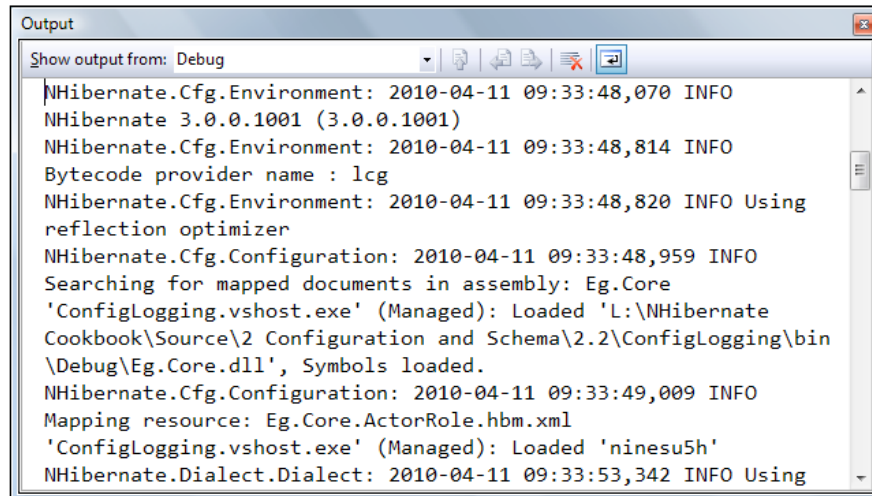 Output
Show output from: Debug
NHibernate.Cfg.Environment: 2010-04-11 09:33:48,070 INFO
NHibernate 3.0.0.1001 (3.0.0.1001)
NHibernate.Cfg.Environment: 2010-04-11 09:33:48,814 INFO
Bytecode provider name : lcg
NHibernate.Cfg.Environment: 2010-04-11 09:33:48,820 INFO Using
reflection optimizer
NHibernate.Cfg.Configuration: 2010-04-11 09:33:48,959 INFO
Searching for mapped documents in assembly: Eg.Core
'ConfigLogging.vshost.exe' (Managed): Loaded 'L:\NHibernate
Cookbook\Source\2 Configuration and Schema\2.2\ConfigLogging\bin
\Debug\Eg.Core.dll', Symbols loaded.
NHibernate.Cfg.Configuration: 2010-04-11 09:33:49,009 INFO
Mapping resource: Eg.Core.ActorRole.hbm.xml
'ConfigLogging.vshost.exe' (Managed): Loaded 'ninesu5h'
NHibernate.Dialect.Dialect: 2010-04-11 09:33:53,342 INFO Using